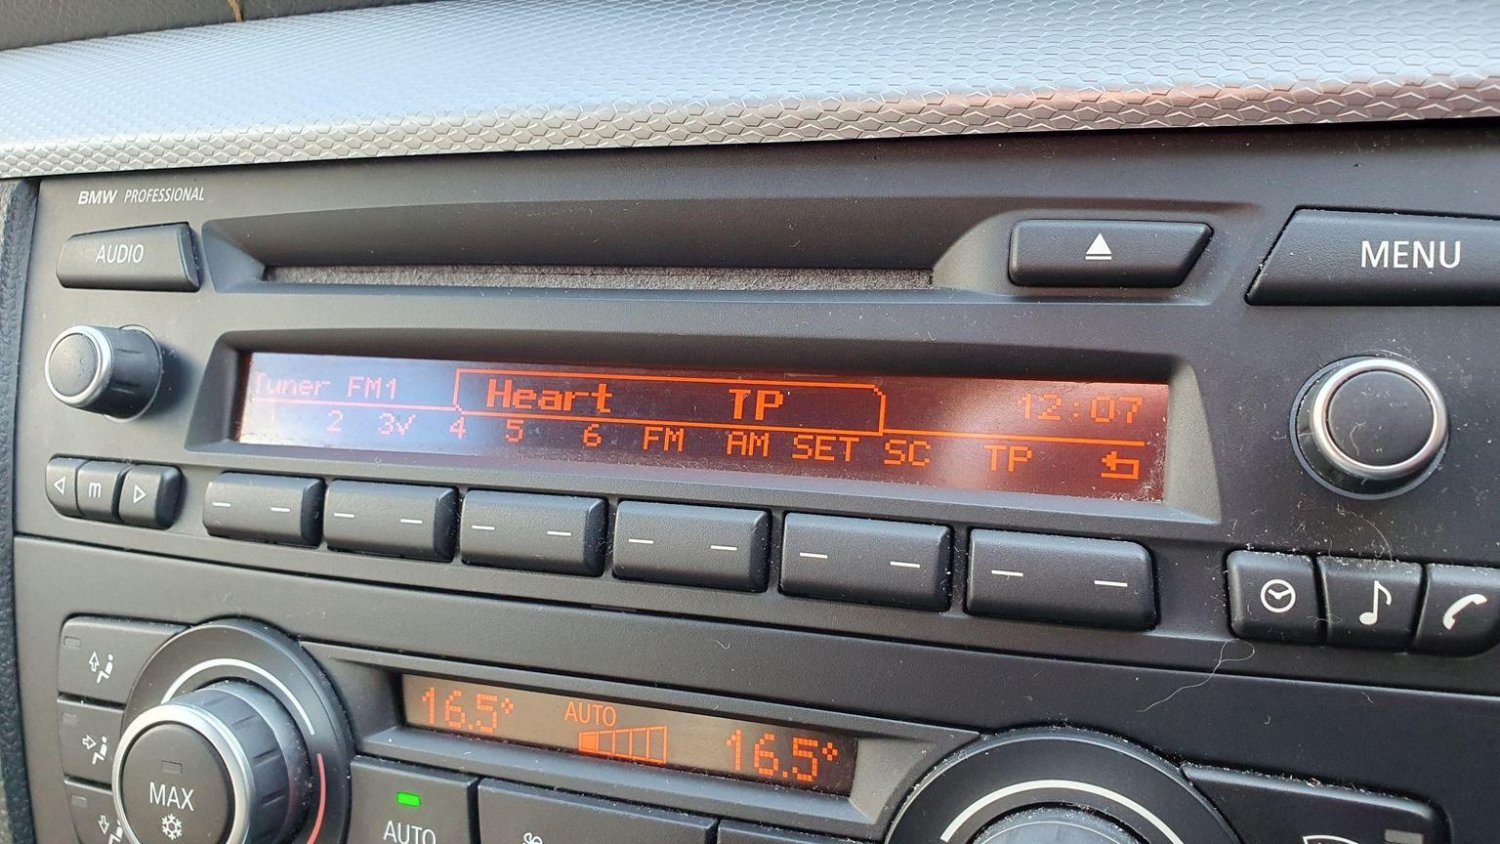 BMW PROFESSIONAL
AUDIO
MENU
Tuner FM1 Heart TP 12:07
1 2 3✓ 4 5 6 FM AM SET SC TP
m
16.5° AUTO 16.5°
MAX
AUTO